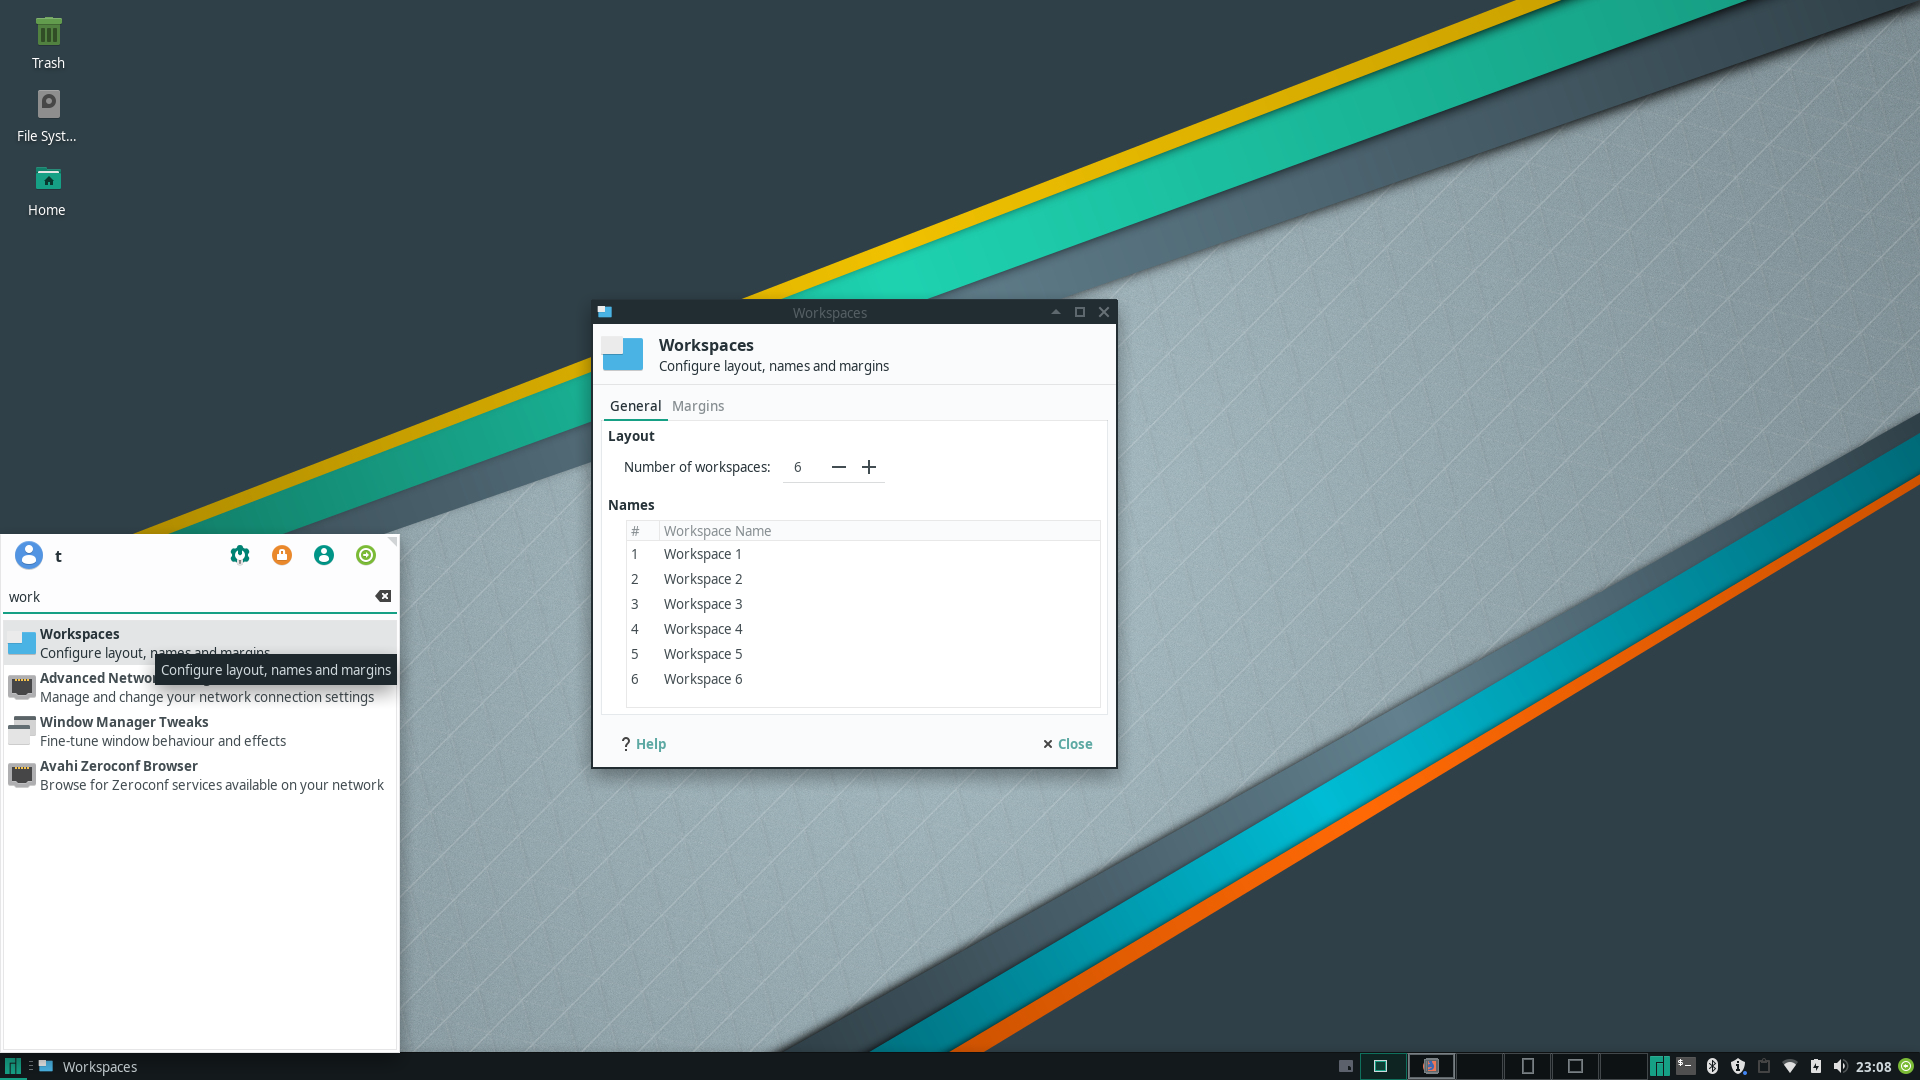 Trash
File Syst...
Home
Workspaces
Workspaces
Configure layout, names and margins
General Margins
Layout
Number of workspaces: 6
Names
# Workspace Name
1 Workspace 1
2 Workspace 2
3 Workspace 3
4 Workspace 4
5 Workspace 5
6 Workspace 6
? Help
Close
t
work
Workspaces
Configure layout, names and margins
Configure layout, names and margins
Advanced
Manage and change your network connection settings
Window Manager Tweaks
Fine-tune window behaviour and effects
Avahi Zeroconf Browser
Browse for Zeroconf services available on your network
Workspaces
23:08